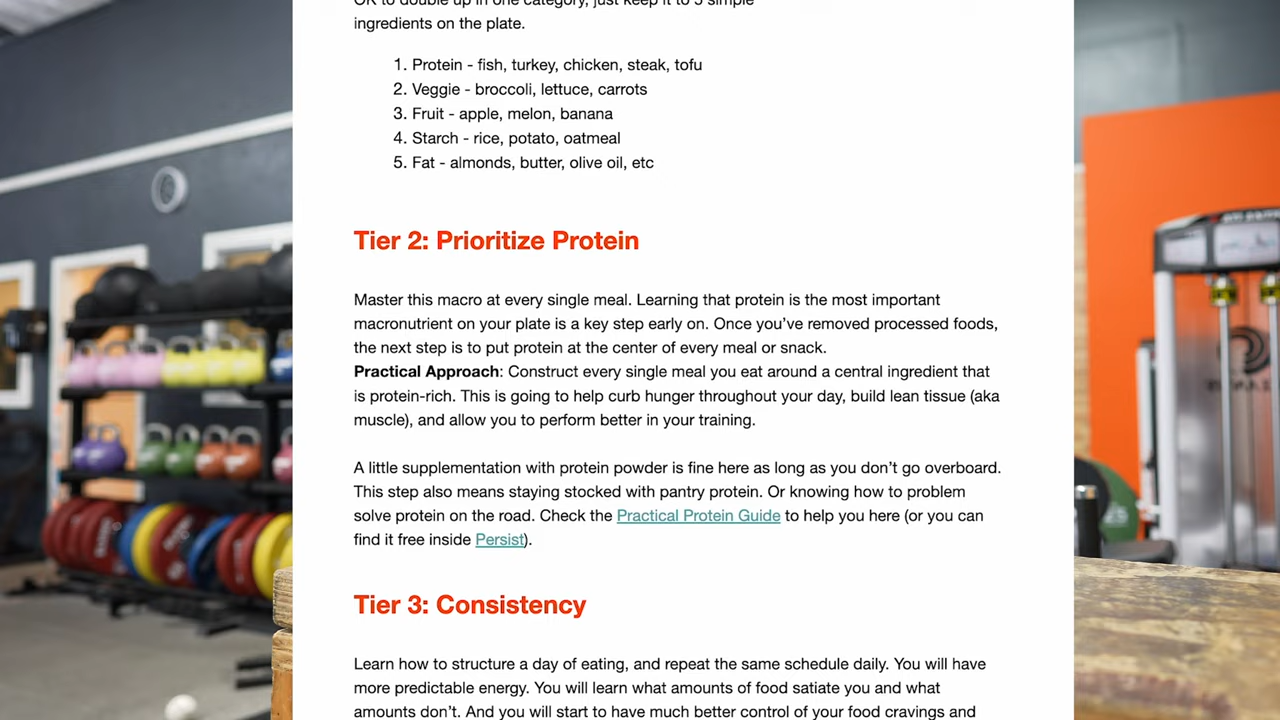 OK to double up in one category, just keep it to 5 simple
ingredients on the plate.
1. Protein - fish, turkey, chicken, steak, tofu
2. Veggie - broccoli, lettuce, carrots
3. Fruit - apple, melon, banana
4. Starch - rice, potato, oatmeal
5. Fat - almonds, butter, olive oil, etc
Tier 2: Prioritize Protein
Master this macro at every single meal. Learning that protein is the most important
macronutrient on your plate is a key step early on. Once you’ve removed processed foods,
the next step is to put protein at the center of every meal or snack.
Practical Approach: Construct every single meal you eat around a central ingredient that
is protein-rich. This is going to help curb hunger throughout your day, build lean tissue (aka
muscle), and allow you to perform better in your training.
A little supplementation with protein powder is fine here as long as you don’t go overboard.
This step also means staying stocked with pantry protein. Or knowing how to problem
solve protein on the road. Check the Practical Protein Guide to help you here (or you can
find it free inside Persist).
Tier 3: Consistency
Learn how to structure a day of eating, and repeat the same schedule daily. You will have
more predictable energy. You will learn what amounts of food satiate you and what
amounts don’t. And you will start to have much better control of your food cravings and